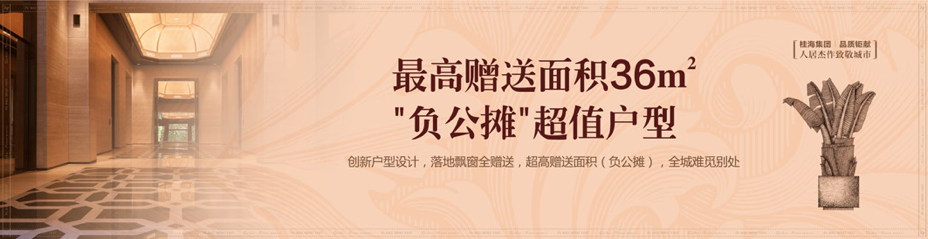 最高赠送面积36m²
"负公摊"超值户型
创新户型设计，落地飘窗全赠送，超高赠送面积（负公摊），全城难觅别处
桂海集团 品质钜献
人居杰作致敬城市